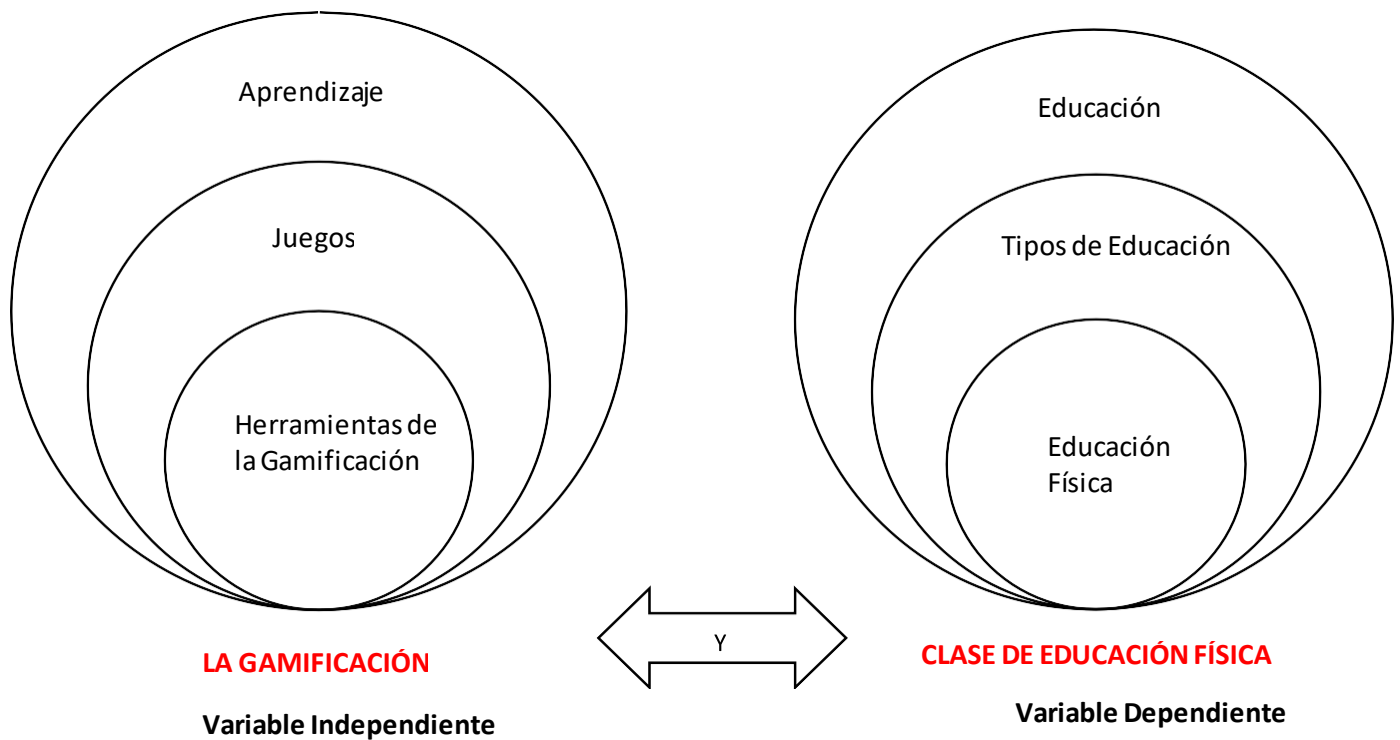 Aprendizaje
Juegos
Herramientas de
la Gamificación
LA GAMIFICACIÓN
Variable Independiente
Y
Educación
Tipos de Educación
Educación
Física
CLASE DE EDUCACIÓN FÍSICA
Variable Dependiente